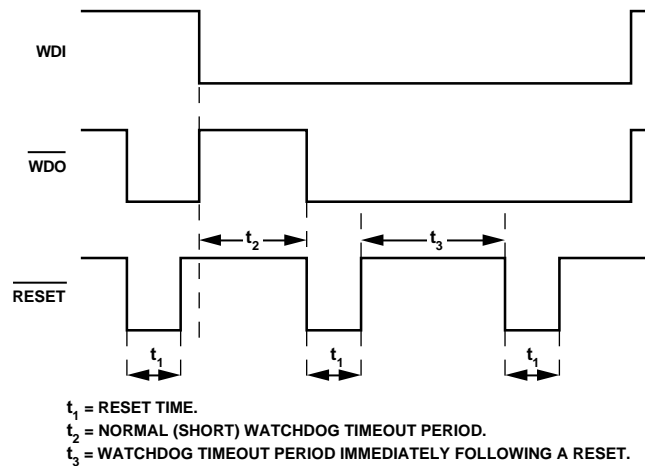 WDI
WDO
t2
t3
RESET
t1
t1
t1
t1 = RESET TIME.
t2 = NORMAL (SHORT) WATCHDOG TIMEOUT PERIOD.
t3 = WATCHDOG TIMEOUT PERIOD IMMEDIATELY FOLLOWING A RESET.